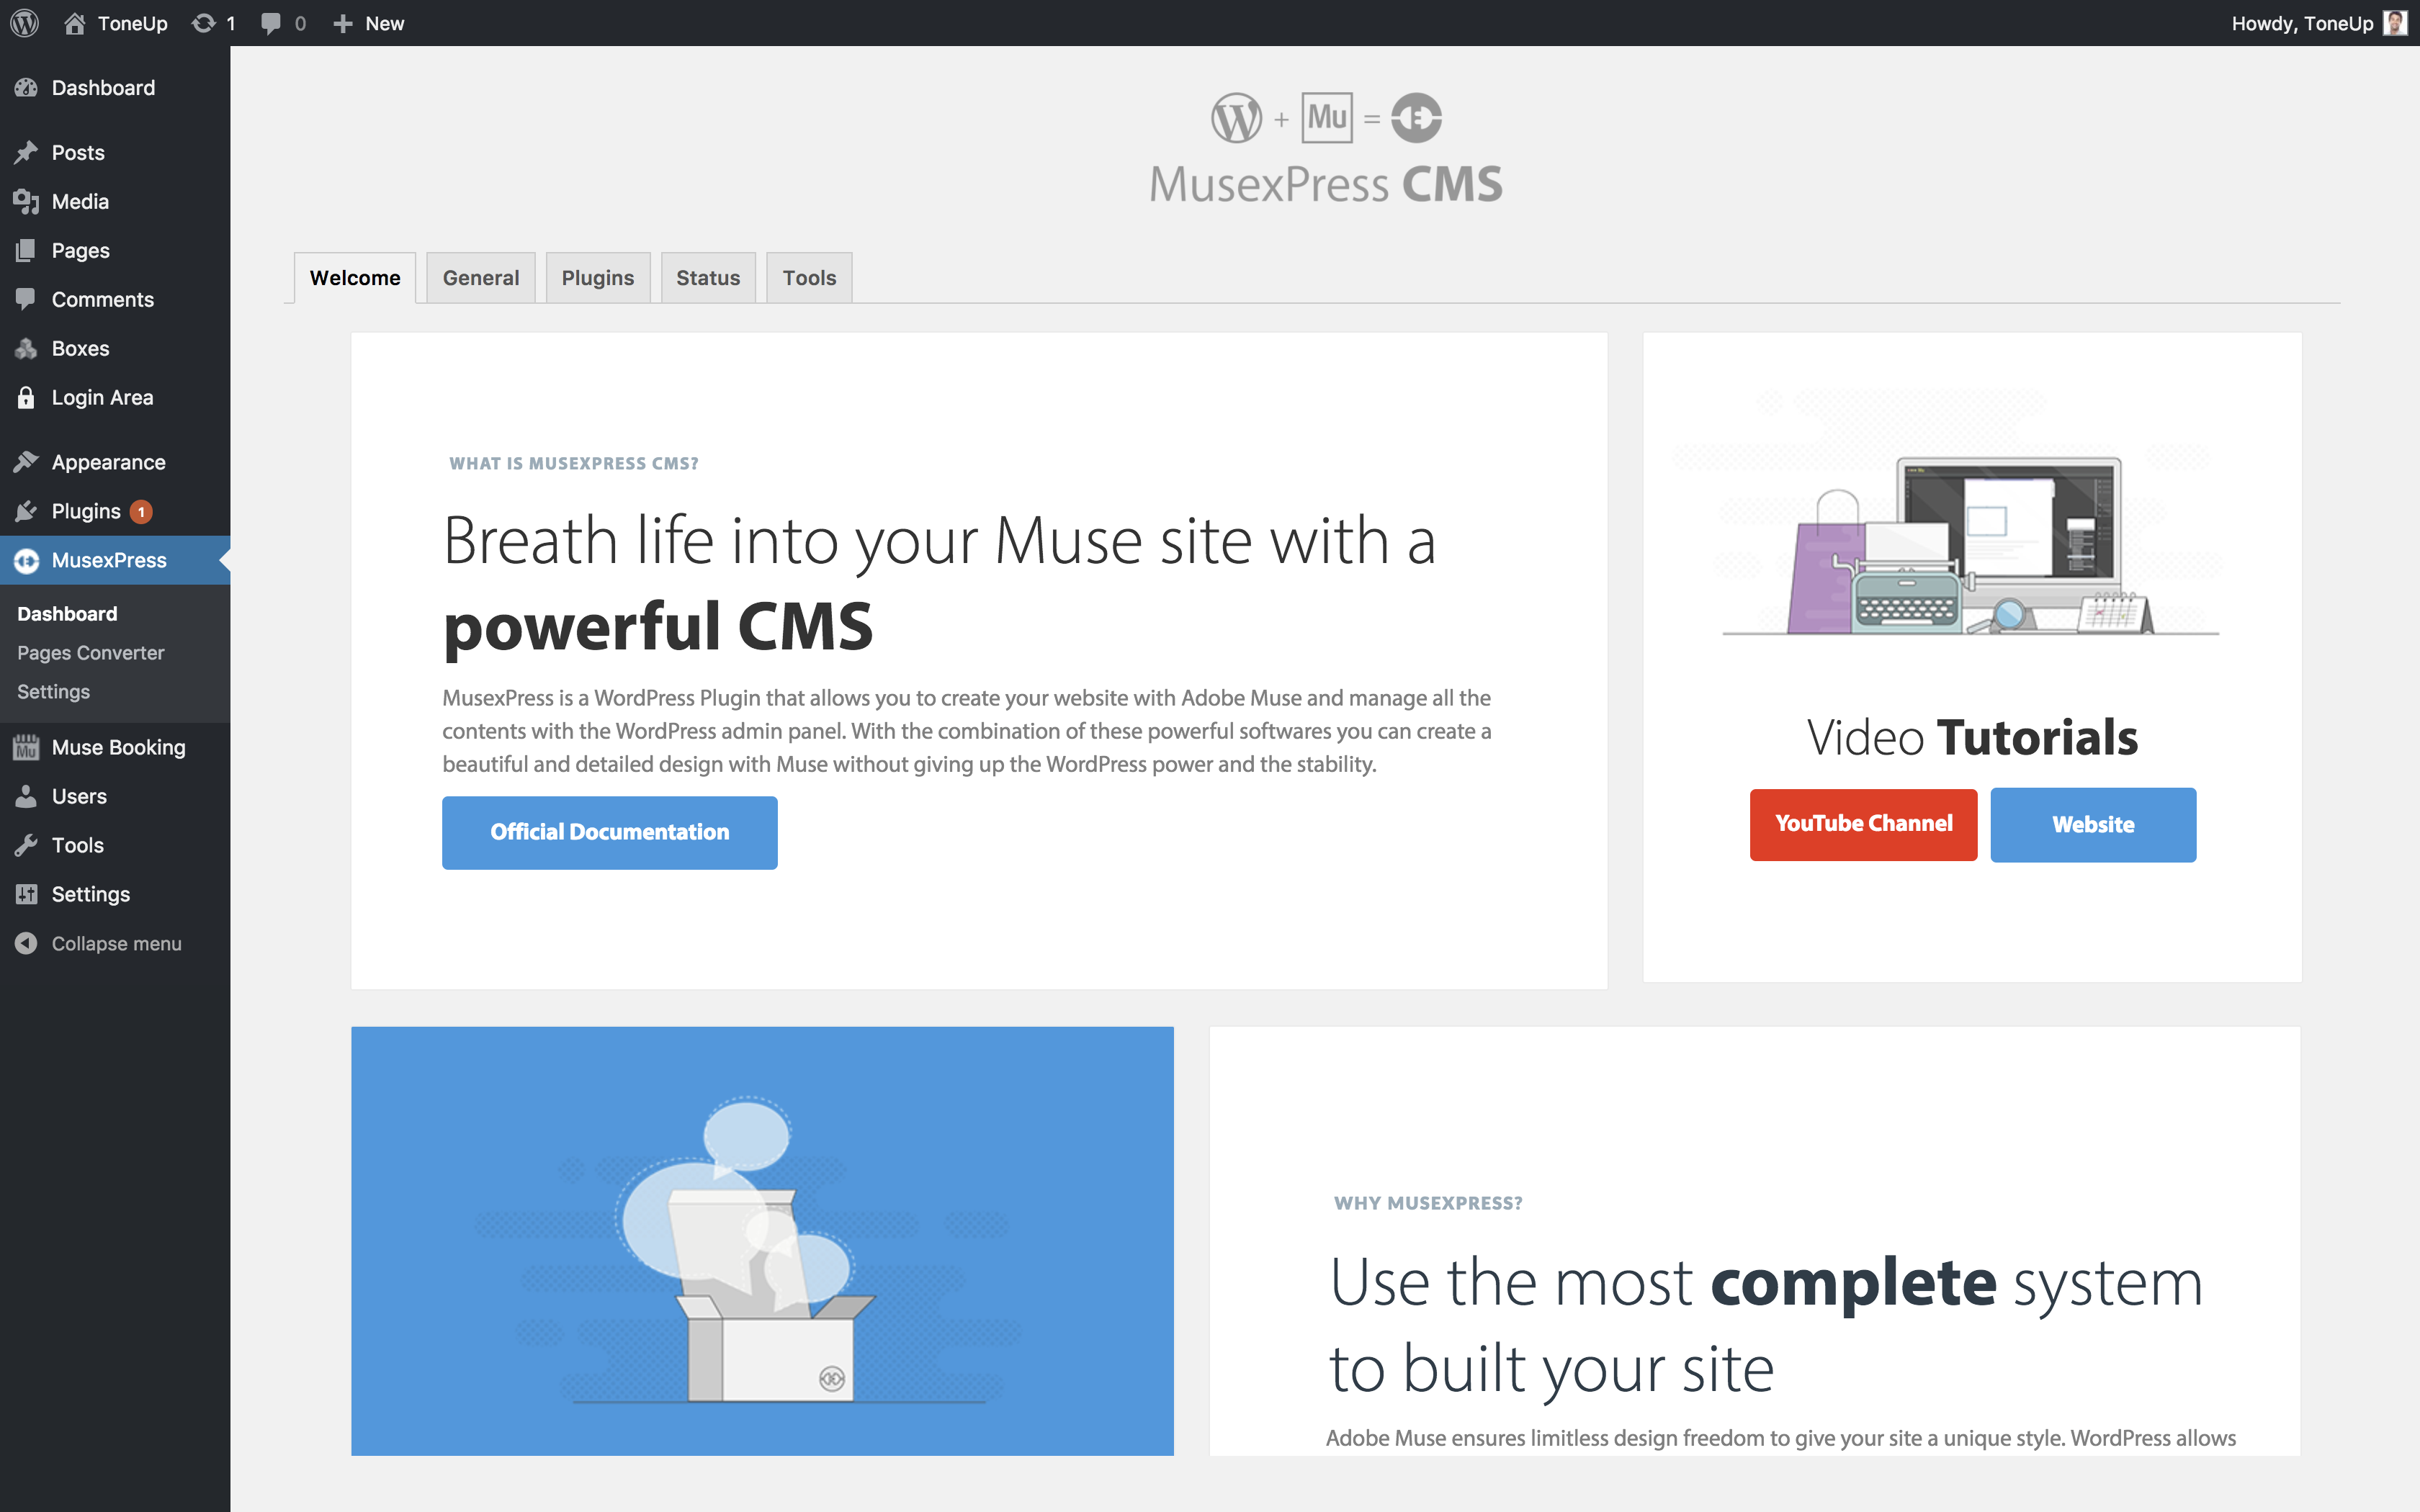 ToneUp 1 0 New Howdy, ToneUp
Dashboard
Posts
Media
Pages
Comments
Boxes
Login Area
Appearance
Plugins 1
MusexPress
Dashboard
Pages Converter
Settings
Muse Booking
Users
Tools
Settings
Collapse menu
W + Mu = E
MusexPress CMS
Welcome General Plugins Status Tools
WHAT IS MUSEXPRESS CMS?
Breath life into your Muse site with a
powerful CMS
MusexPress is a WordPress Plugin that allows you to create your website with Adobe Muse and manage all the
contents with the WordPress admin panel. With the combination of these powerful softwares you can create a
beautiful and detailed design with Muse without giving up the WordPress power and the stability.
Official Documentation
Video Tutorials
YouTube Channel Website
WHY MUSEXPRESS?
Use the most complete system
to built your site
Adobe Muse ensures limitless design freedom to give your site a unique style. WordPress allows